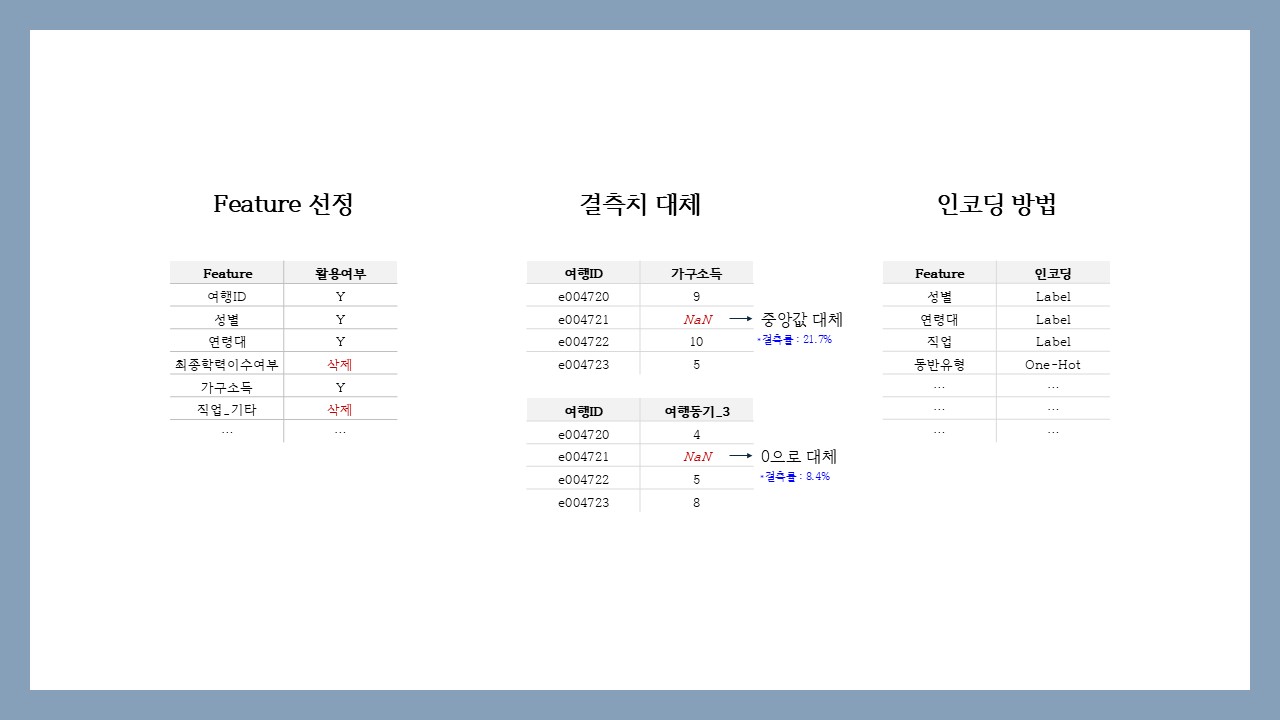 Feature 선정
Feature 활용여부
여행ID Y
성별 Y
연령대 Y
최종학력이수여부 삭제
가구소득 Y
직업_기타 삭제
... ...
결측치 대체
여행ID 가구소득
e004720 9
e004721 NaN 중앙값 대체
*결측률 : 21.7%
e004722 10
e004723 5
여행ID 여행동기_3
e004720 4
e004721 NaN 0으로 대체
*결측률 : 8.4%
e004722 5
e004723 8
인코딩 방법
Feature 인코딩
성별 Label
연령대 Label
직업 Label
동반유형 One-Hot
... ...
... ...
... ...